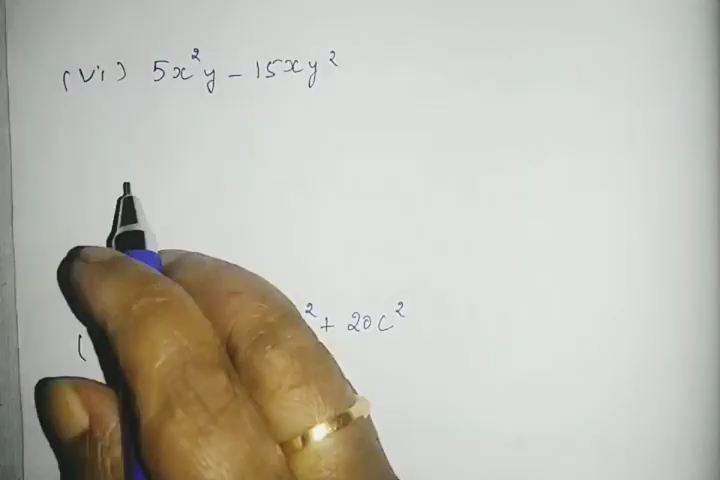 (vi) 5x²y - 15xy²
( ² + 20c²